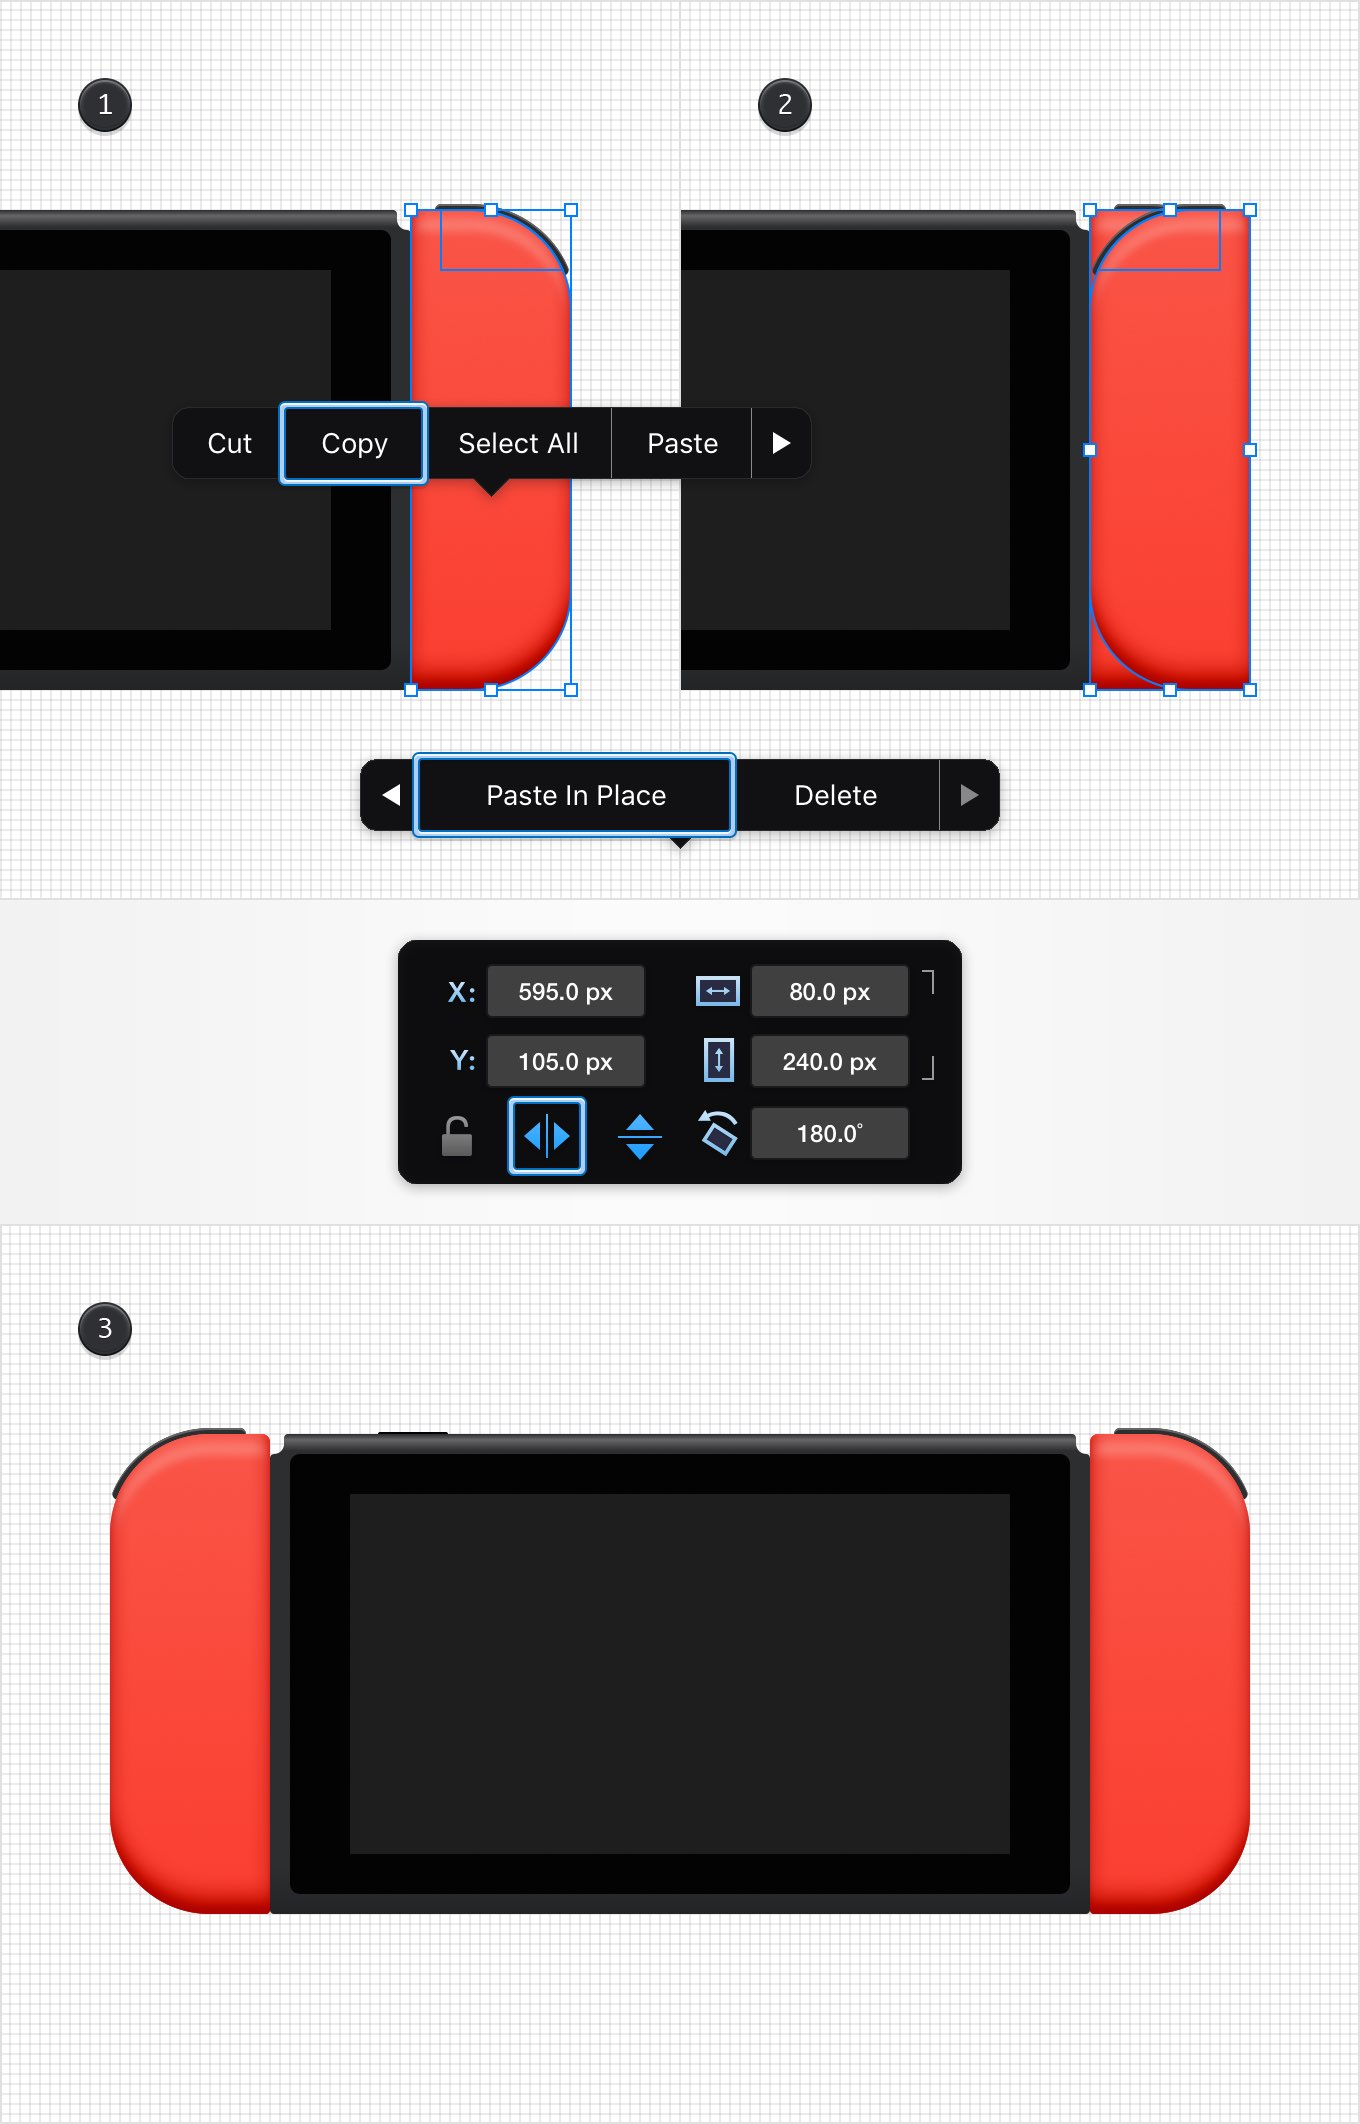 1
2
Cut Copy Select All Paste
Paste In Place Delete
X: 595.0 px 80.0 px
Y: 105.0 px 240.0 px
180.0°
3